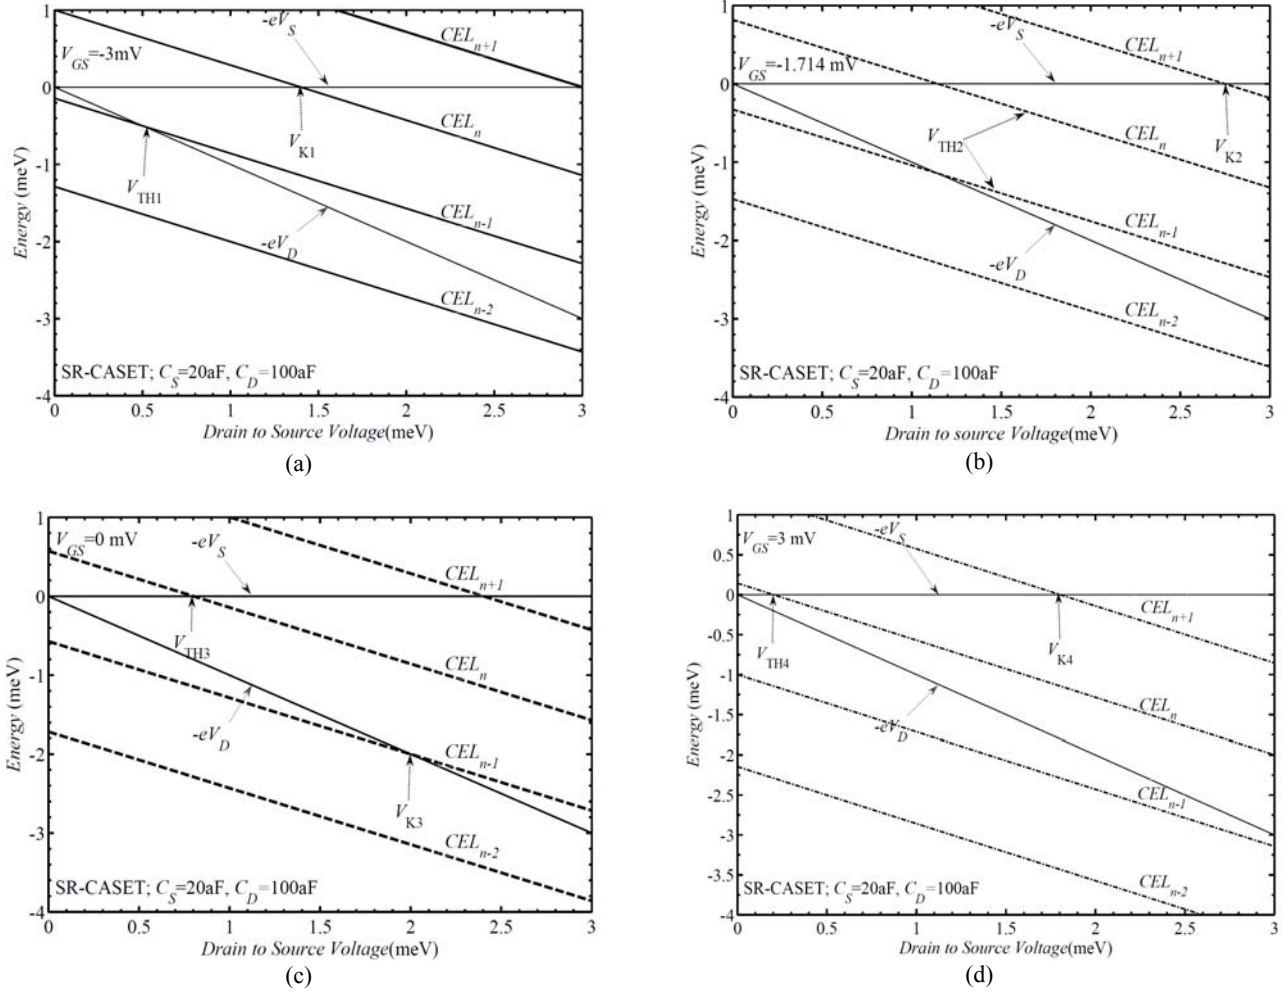 1
0
-1
-2
-3
-4
Energy (meV)
V_GS=-3mV
-eV_S
CEL_n+1
CEL_n
V_K1
V_TH1
CEL_n-1
-eV_D
CEL_n-2
SR-CASET; C_S=20aF, C_D=100aF
0 0.5 1 1.5 2 2.5 3
Drain to Source Voltage(meV)
(a)
1
0
-1
-2
-3
-4
Energy (meV)
-eV_S
CEL_n+1
V_GS=-1.714 mV
V_TH2
CEL_n
V_K2
CEL_n-1
-eV_D
CEL_n-2
SR-CASET; C_S=20aF, C_D=100aF
0 0.5 1 1.5 2 2.5 3
Drain to source Voltage(meV)
(b)
1
0
-1
-2
-3
-4
Energy (meV)
V_GS=0 mV
-eV_S
CEL_n+1
V_TH3
CEL_n
-eV_D
CEL_n-1
V_K3
CEL_n-2
SR-CASET; C_S=20aF, C_D=100aF
0 0.5 1 1.5 2 2.5 3
Drain to Source Voltage(meV)
(c)
1
0.5
0
-0.5
-1
-1.5
-2
-2.5
-3
-3.5
-4
Energy (meV)
V_GS=3 mV
-eV_S
CEL_n+1
V_TH4
V_K4
CEL_n
-eV_D
CEL_n-1
CEL_n-2
SR-CASET; C_S=20aF, C_D=100aF
0 0.5 1 1.5 2 2.5 3
Drain to Source Voltage(meV)
(d)